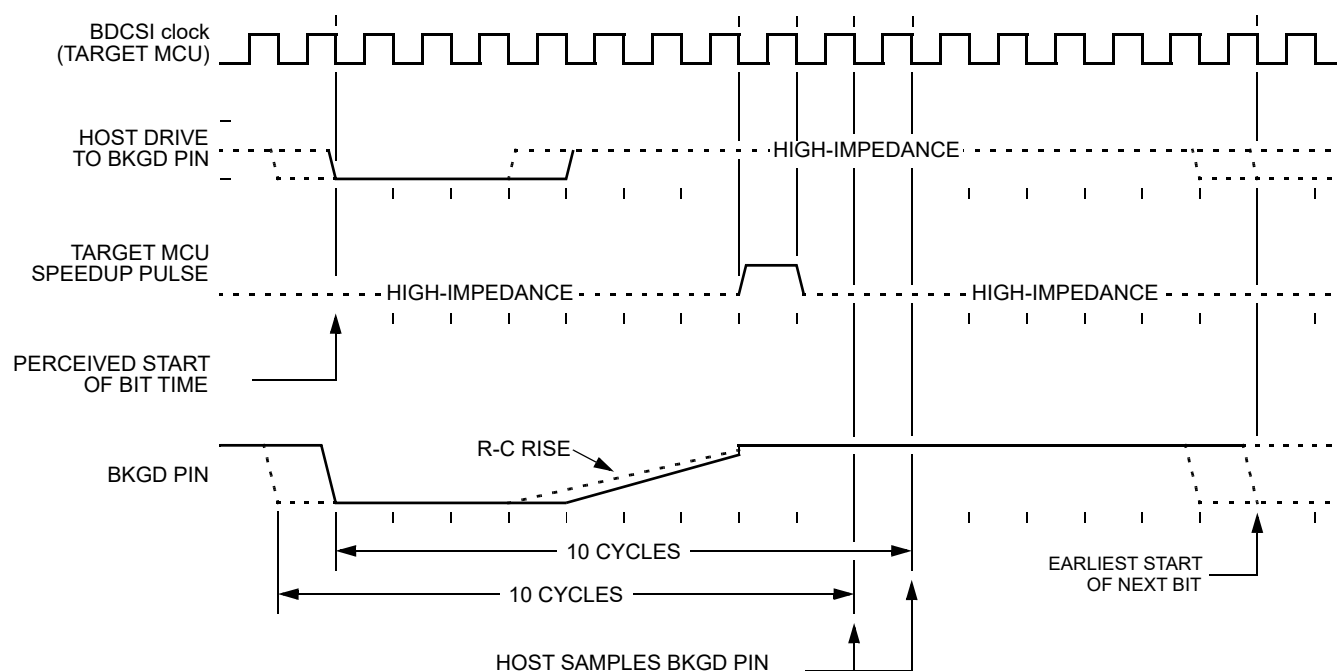 BDCSI clock
(TARGET MCU)
HOST DRIVE
TO BKGD PIN
HIGH-IMPEDANCE
TARGET MCU
SPEEDUP PULSE
HIGH-IMPEDANCE
HIGH-IMPEDANCE
PERCEIVED START
OF BIT TIME
R-C RISE
BKGD PIN
10 CYCLES
10 CYCLES
EARLIEST START
OF NEXT BIT
HOST SAMPLES BKGD PIN